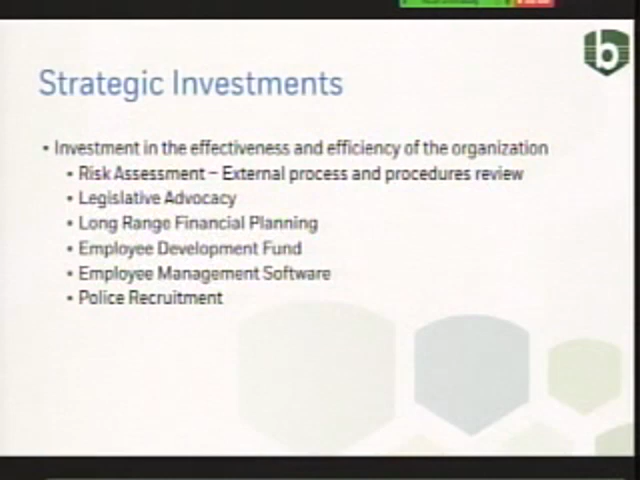 b
Strategic Investments
• Investment in the effectiveness and efficiency of the organization
• Risk Assessment – External process and procedures review
• Legislative Advocacy
• Long Range Financial Planning
• Employee Development Fund
• Employee Management Software
• Police Recruitment